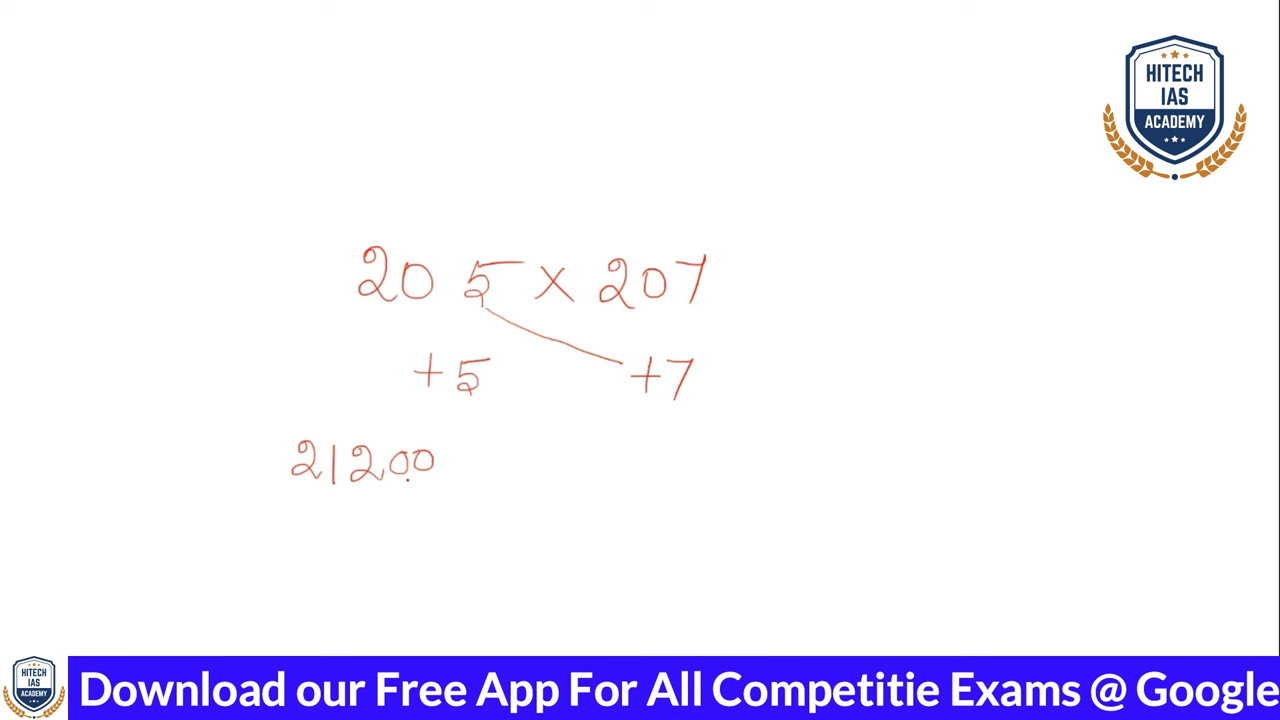 HITECH
IAS
ACADEMY
205 × 207
+5 +7
21200
HITECH
IAS
ACADEMY
Download our Free App For All Competitie Exams @ Google